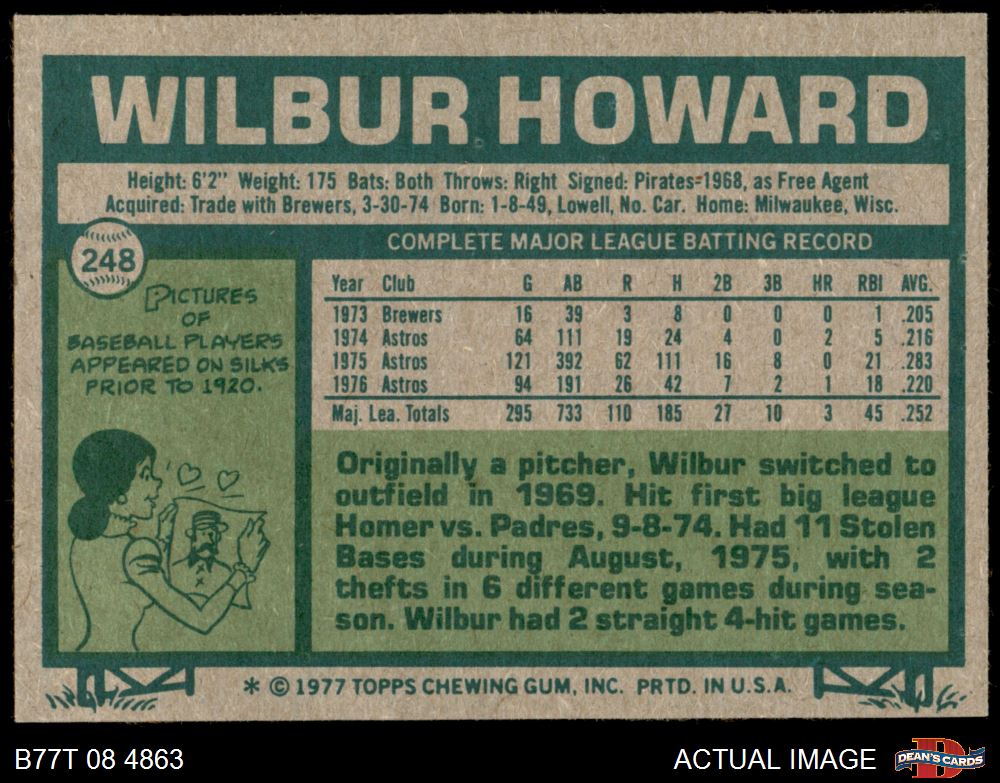 WILBUR HOWARD
Height: 6'2" Weight: 175 Bats: Both Throws: Right Signed: Pirates-1968, as Free Agent
Acquired: Trade with Brewers, 3-30-74 Born: 1-8-49, Lowell, No. Car. Home: Milwaukee, Wisc.
248
PICTURES
OF
BASEBALL PLAYERS
APPEARED ON SILKS
PRIOR TO 1920.
COMPLETE MAJOR LEAGUE BATTING RECORD
Year Club G AB R H 2B 3B HR RBI AVG.
1973 Brewers 16 39 3 8 0 0 0 1 .205
1974 Astros 64 111 19 24 4 0 2 5 .216
1975 Astros 121 392 62 111 16 8 0 21 .283
1976 Astros 94 191 26 42 7 2 1 18 .220
Maj. Lea. Totals 295 733 110 185 27 10 3 45 .252
Originally a pitcher, Wilbur switched to
outfield in 1969. Hit first big league
Homer vs. Padres, 9-8-74. Had 11 Stolen
Bases during August, 1975, with 2
thefts in 6 different games during sea-
son. Wilbur had 2 straight 4-hit games.
* © 1977 TOPPS CHEWING GUM, INC. PRTD. IN U.S.A.
B77T 08 4863
ACTUAL IMAGE
D
DEAN'S CARDS